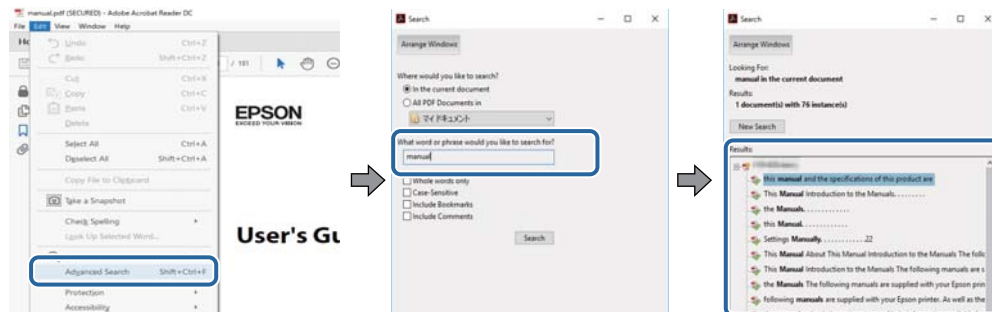 manual.pdf (SECURED) - Adobe Acrobat Reader DC
File Edit View Window Help
Undo Ctrl+Z
Redo Shift+Ctrl+Z
Cut Ctrl+X
Copy Ctrl+C
Paste Ctrl+V
Delete
Select All Ctrl+A
Deselect All Shift+Ctrl+A
Copy File to Clipboard
Take a Snapshot
Check Spelling
Look Up Selected Word...
Advanced Search Shift+Ctrl+F
Protection
Accessibility
/ 181
EPSON
EXCEED YOUR VISION
User's Gu
Search
Arrange Windows
Where would you like to search?
In the current document
All PDF Documents in
マイ ドキュメント
What word or phrase would you like to search for?
manual
Whole words only
Case-Sensitive
Include Bookmarks
Include Comments
Search
Search
Arrange Windows
Looking For:
manual in the current document
Results:
1 document(s) with 76 instance(s)
New Search
Results:
this manual and the specifications of this product are
This Manual Introduction to the Manuals.........
the Manuals............
this Manual............
Settings Manually............22
This Manual About This Manual Introduction to the Manuals The follo
This Manual Introduction to the Manuals The following manuals are s
the Manuals The following manuals are supplied with your Epson prin
following manuals are supplied with your Epson printer. As well as the